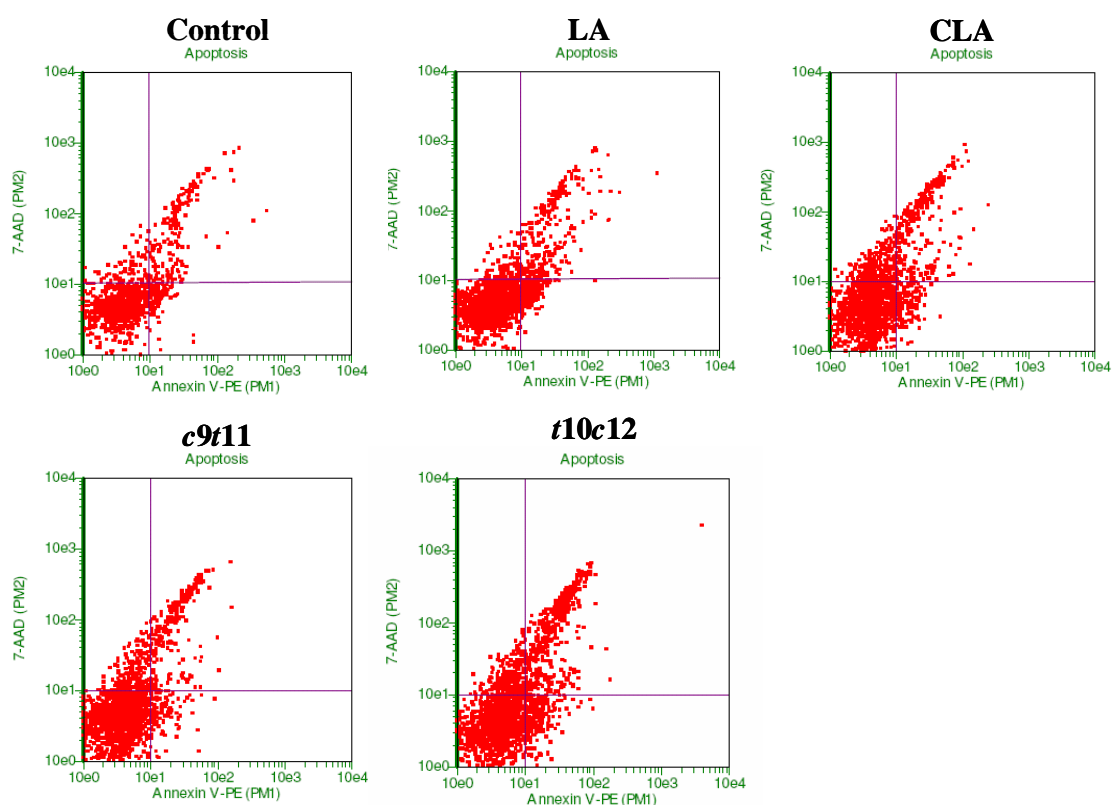 Control
Apoptosis
10e4
10e3
10e2
10e1
10e0
7-AAD (PM2)
10e0 10e1 10e2 10e3 10e4
Annexin V-PE (PM1)
LA
Apoptosis
10e4
10e3
10e2
10e1
10e0
7-AAD (PM2)
10e0 10e1 10e2 10e3 10e4
Annexin V-PE (PM1)
CLA
Apoptosis
10e4
10e3
10e2
10e1
10e0
7-AAD (PM2)
10e0 10e1 10e2 10e3 10e4
Annexin V-PE (PM1)
c9t11
Apoptosis
10e4
10e3
10e2
10e1
10e0
7-AAD (PM2)
10e0 10e1 10e2 10e3 10e4
Annexin V-PE (PM1)
t10c12
Apoptosis
10e4
10e3
10e2
10e1
10e0
7-AAD (PM2)
10e0 10e1 10e2 10e3 10e4
Annexin V-PE (PM1)